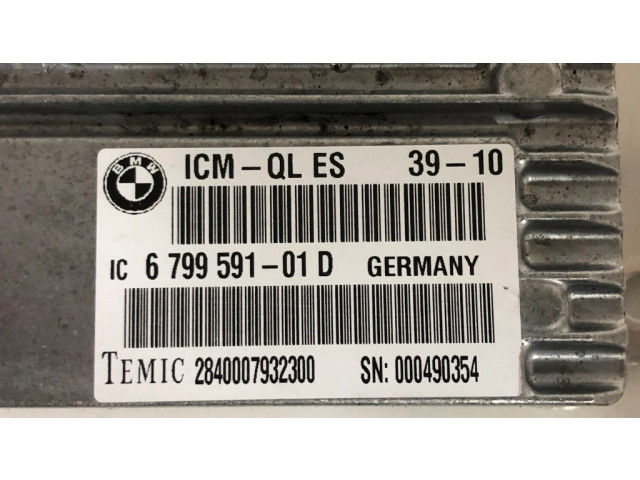 BMW
ICM-QL ES 39-10
IC 6 799 591-01 D GERMANY
TEMIC 2840007932300 SN: 000490354